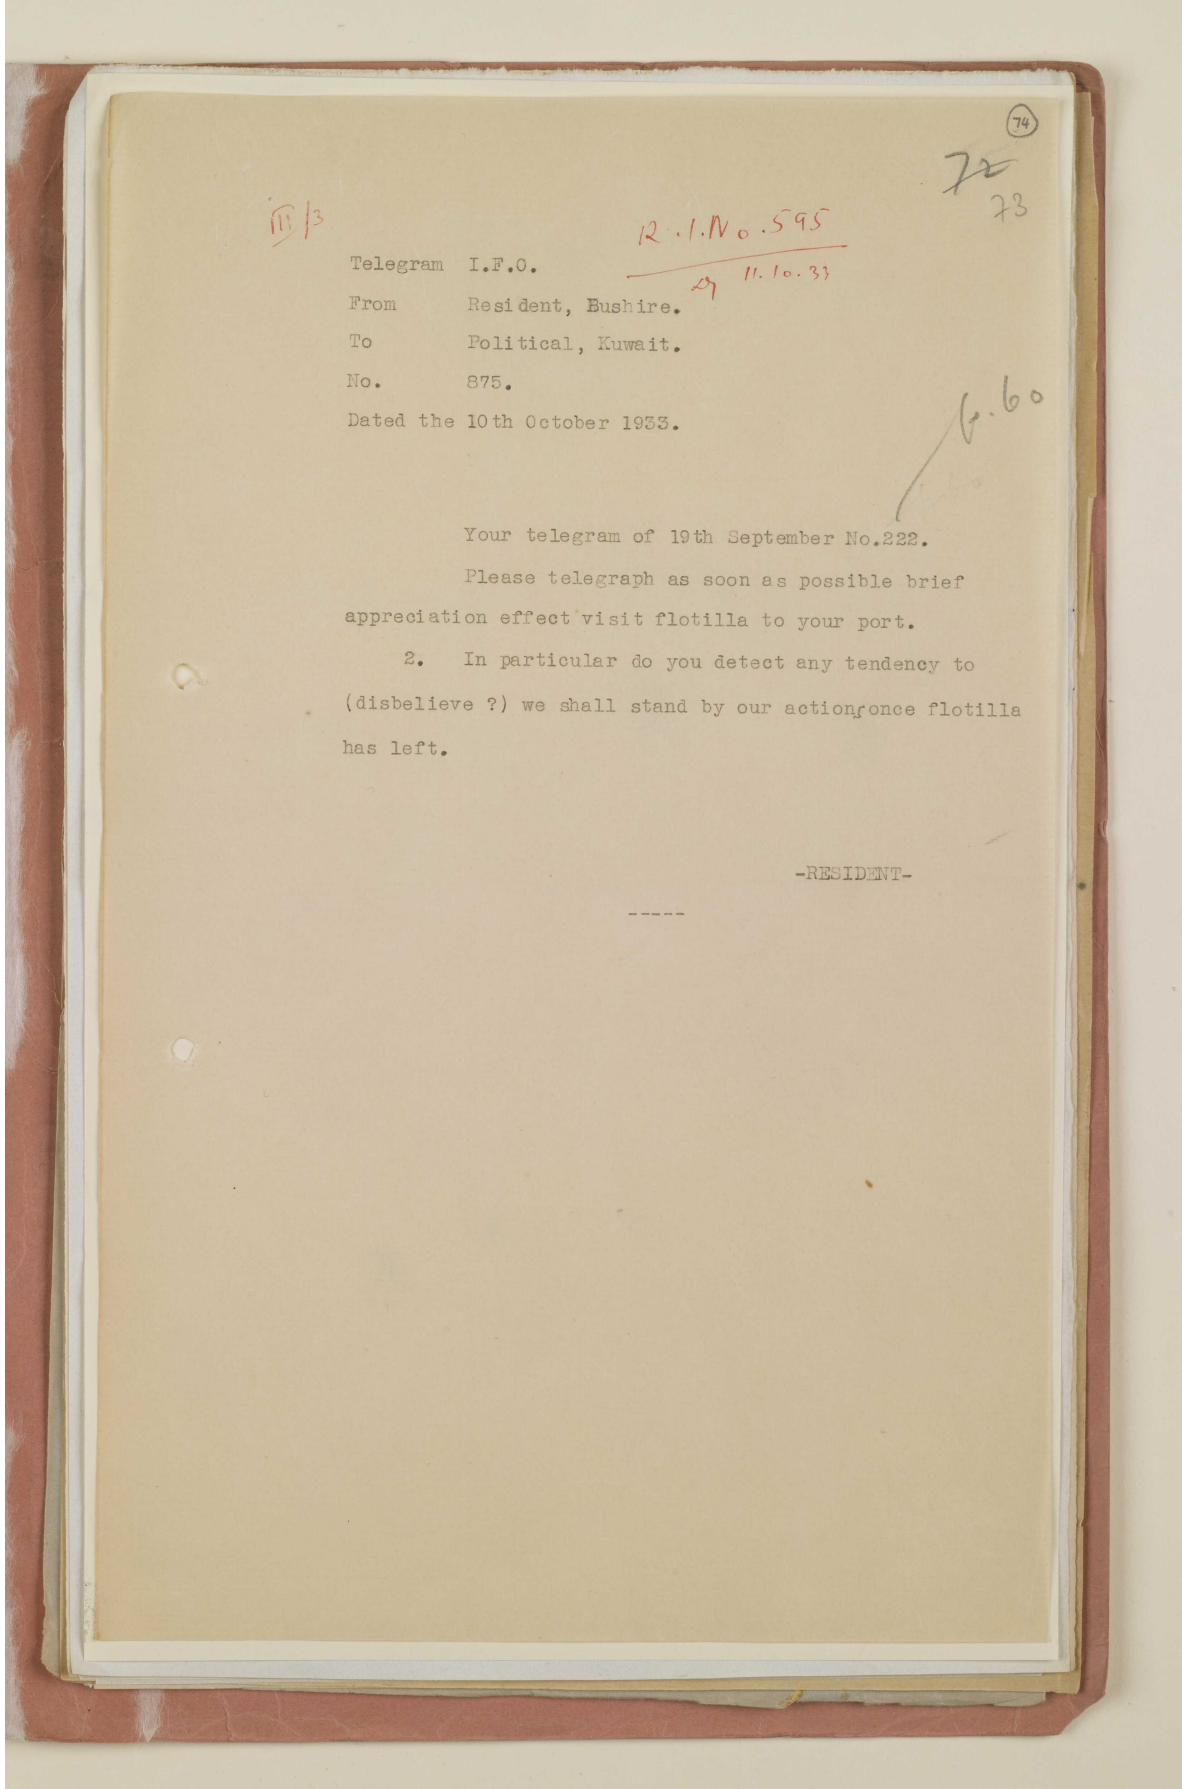 74
72
73
III/3
R.I.No.595
11.10.33
Telegram I.F.O.
From Resident, Bushire.
To Political, Kuwait.
No. 875.
Dated the 10th October 1933.
Your telegram of 19th September No.222.
Please telegraph as soon as possible brief
appreciation effect visit flotilla to your port.
2. In particular do you detect any tendency to
(disbelieve ?) we shall stand by our action once flotilla
has left.
-RESIDENT-
-----